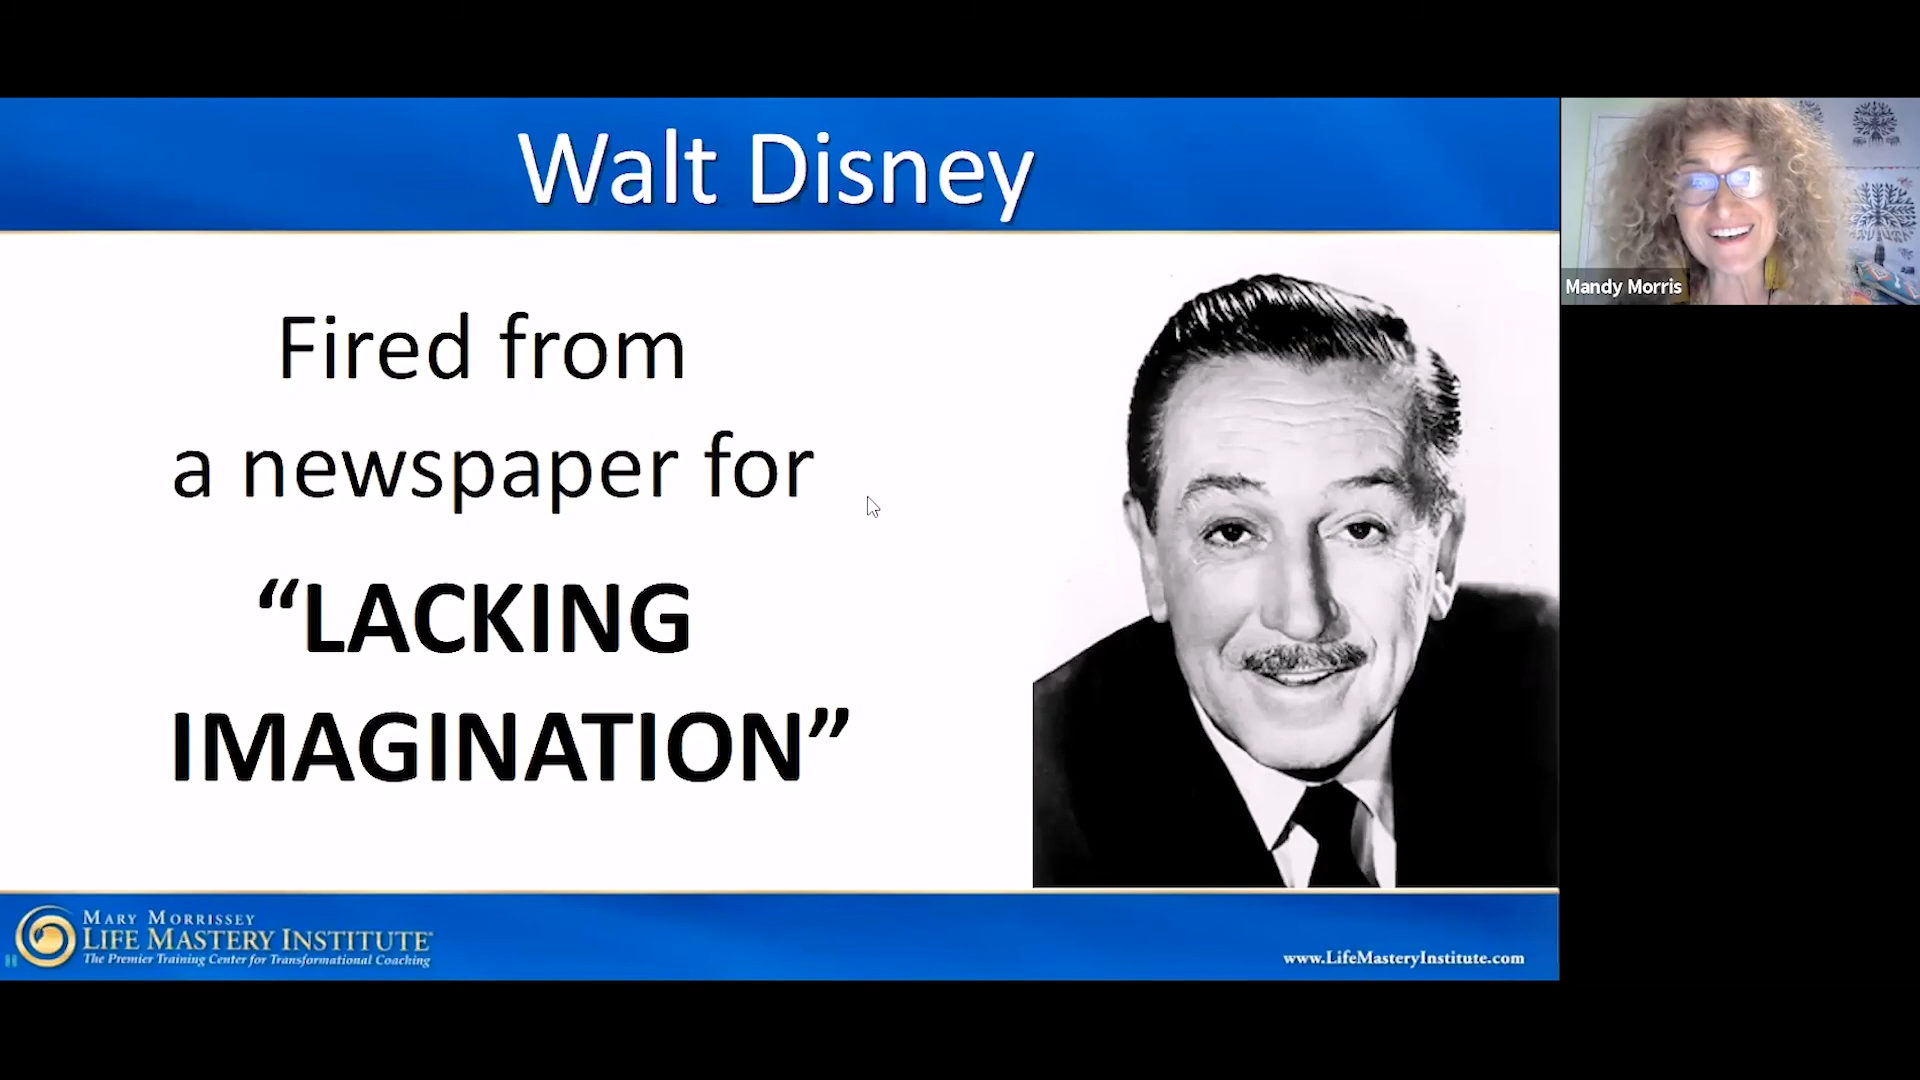 Walt Disney
Fired from
a newspaper for
“LACKING
IMAGINATION”
Mandy Morris
MARY MORRISSEY
LIFE MASTERY INSTITUTE
The Premier Training Center for Transformational Coaching
www.LifeMasteryInstitute.com